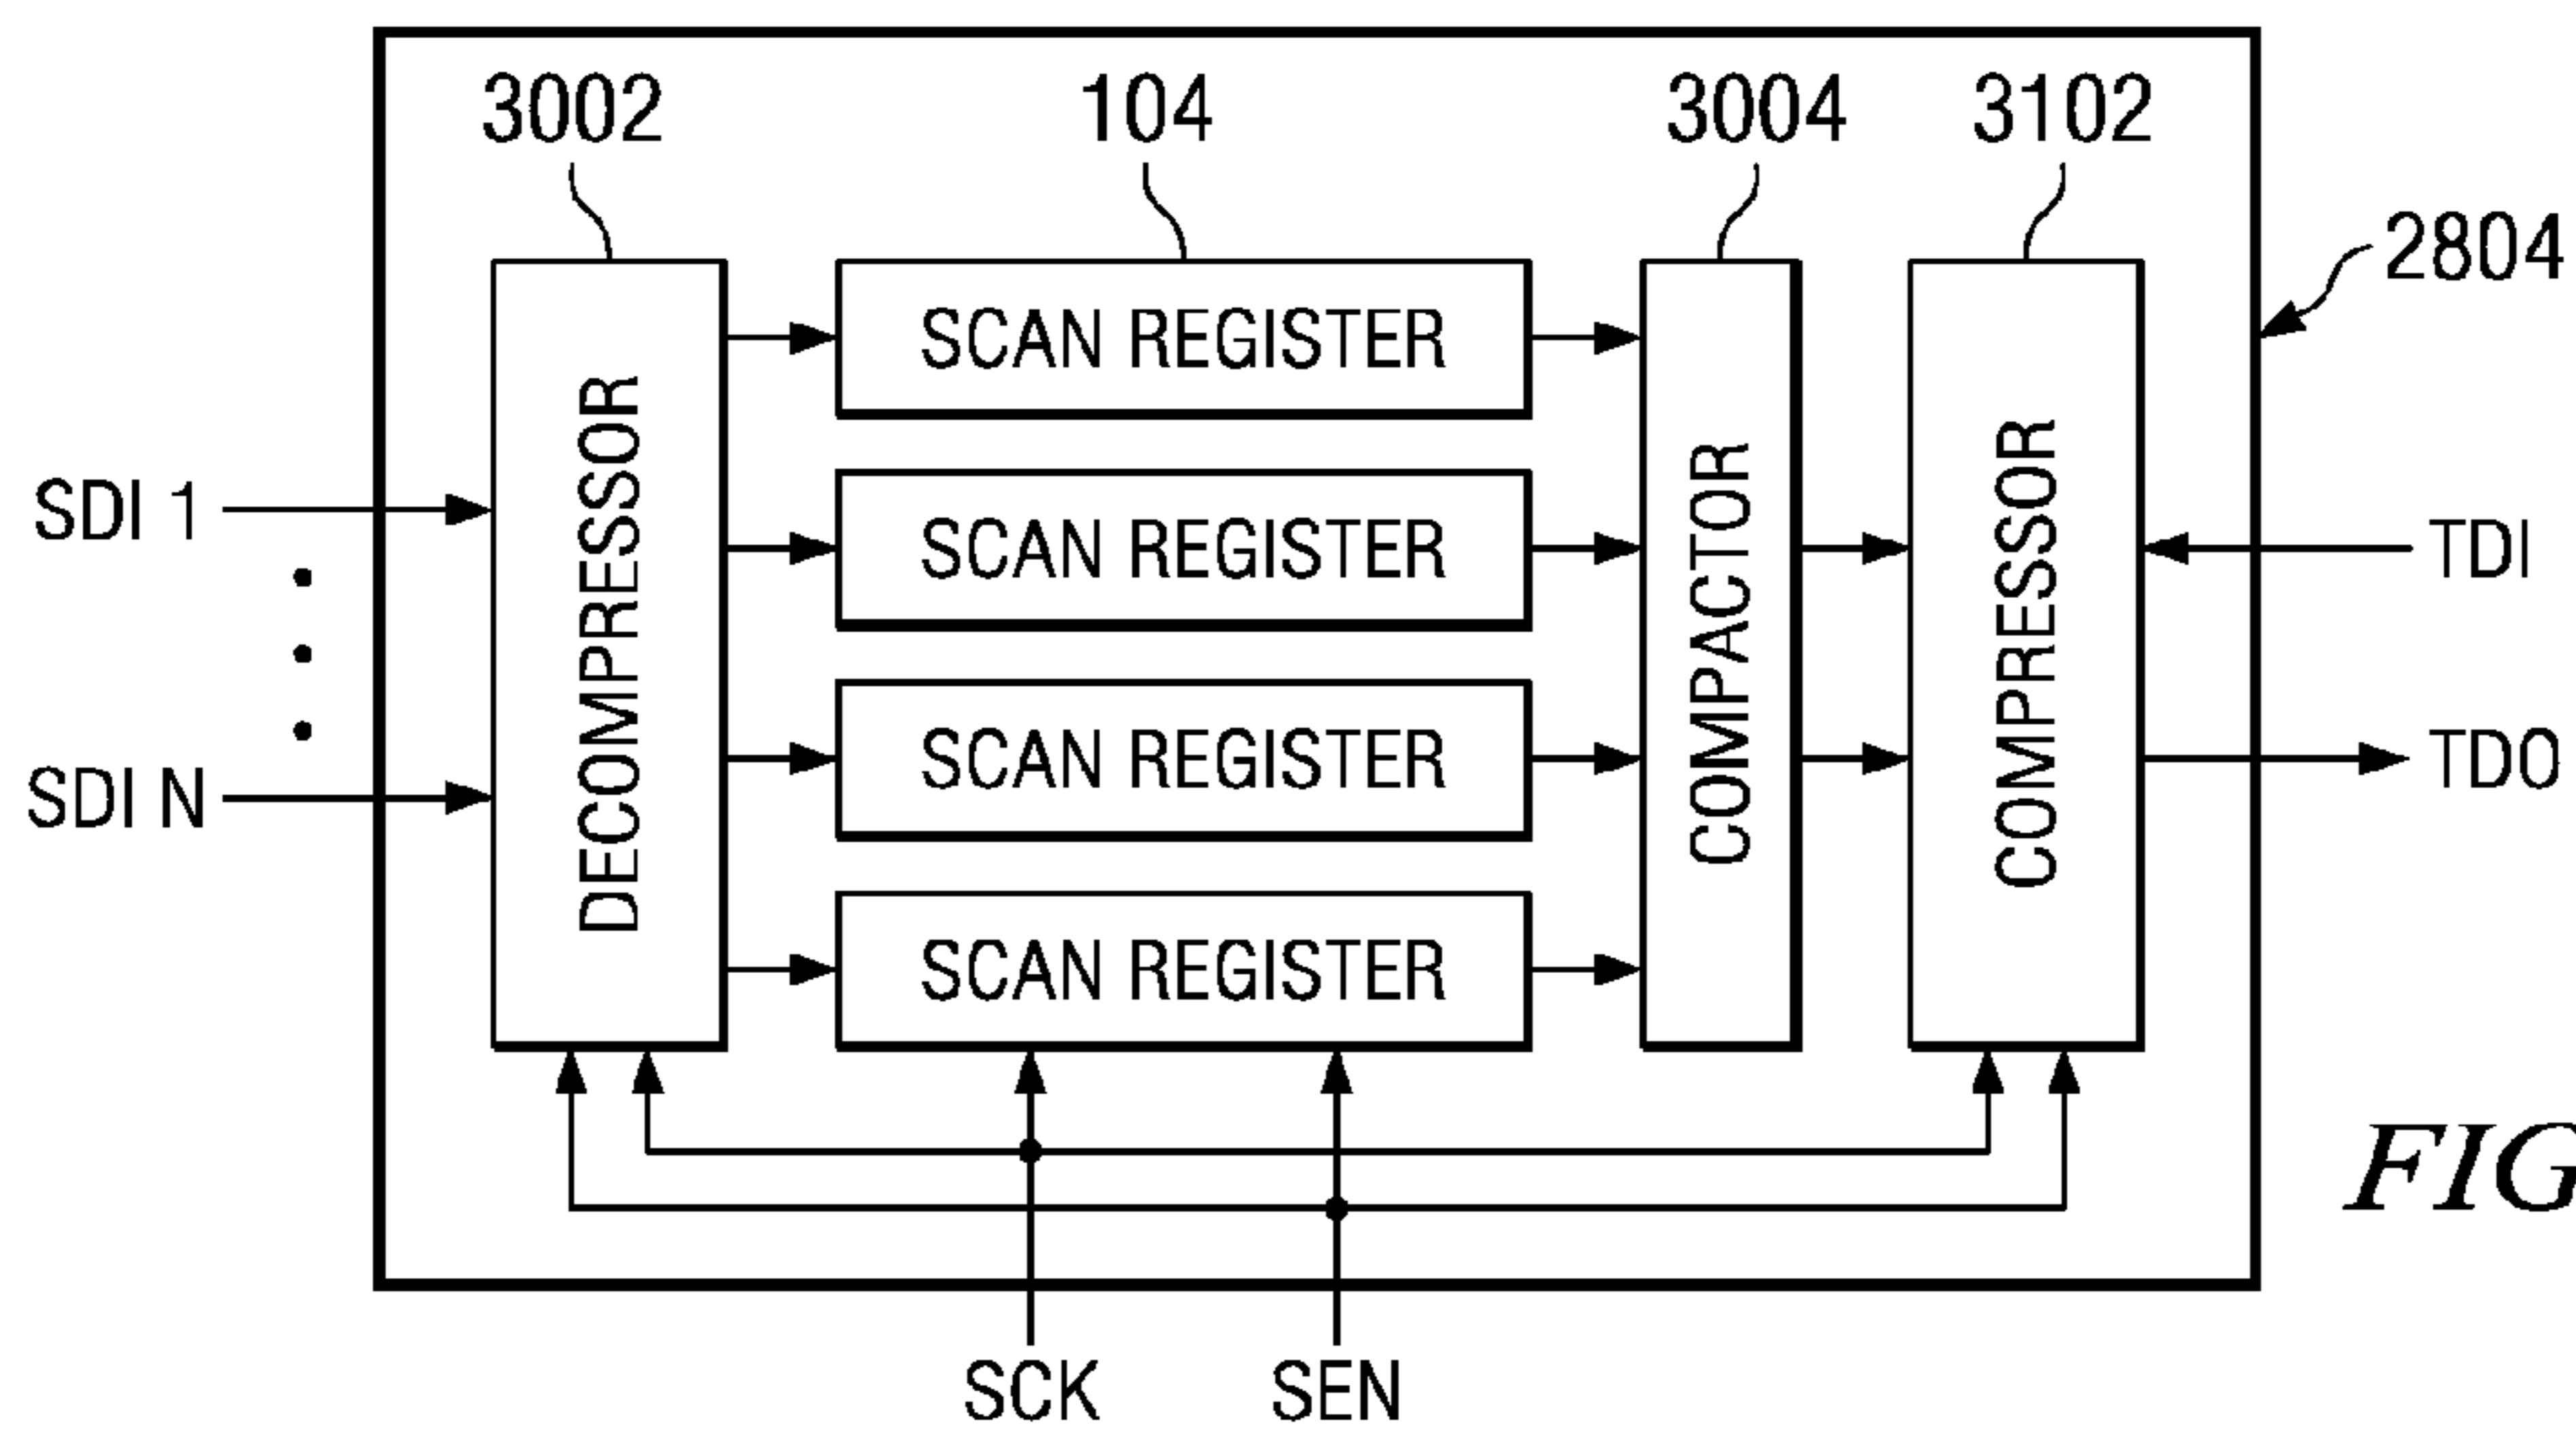 3002
104
3004
3102
2804
SCAN REGISTER
SCAN REGISTER
SCAN REGISTER
SCAN REGISTER
DECOMPRESSOR
COMPACTOR
COMPRESSOR
SDI 1
SDI N
TDI
TDO
SCK
SEN
FIG